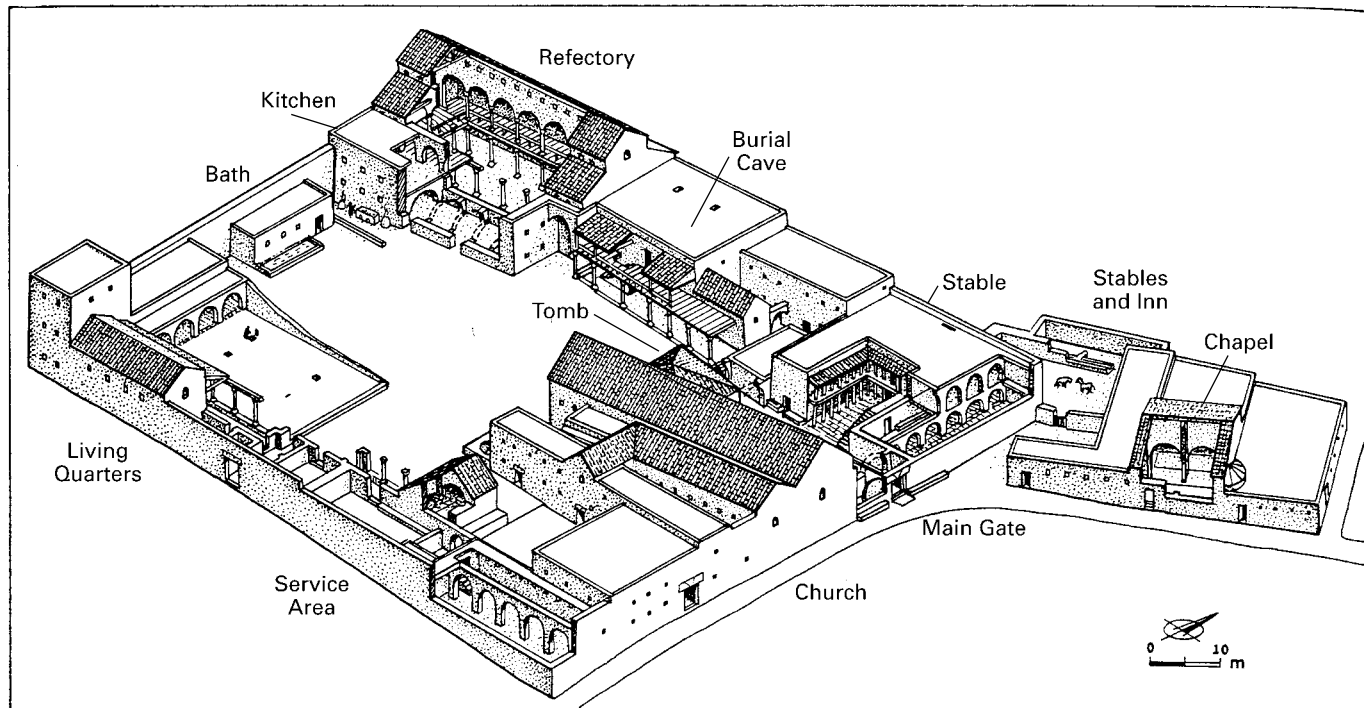 Refectory
Kitchen
Burial
Cave
Bath
Stable
Stables
and Inn
Tomb
Chapel
Living
Quarters
Main Gate
Service
Area
Church
0 10
m